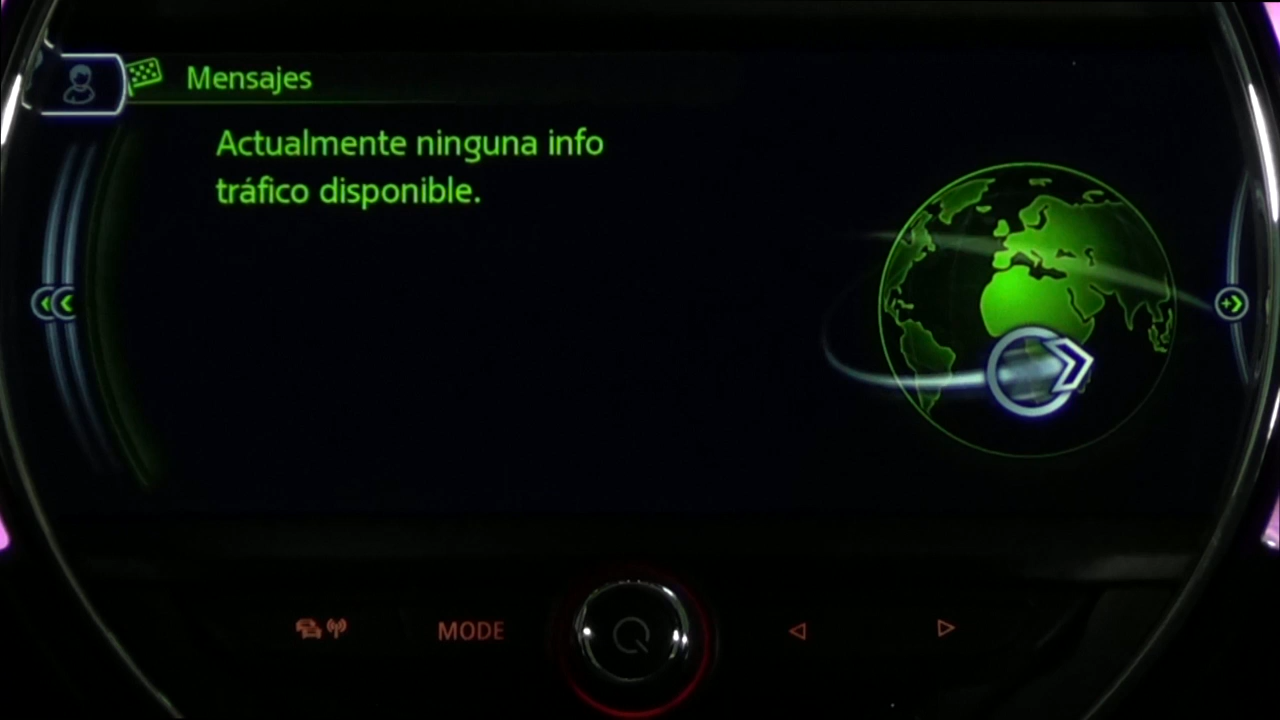 Mensajes
Actualmente ninguna info
tráfico disponible.
MODE